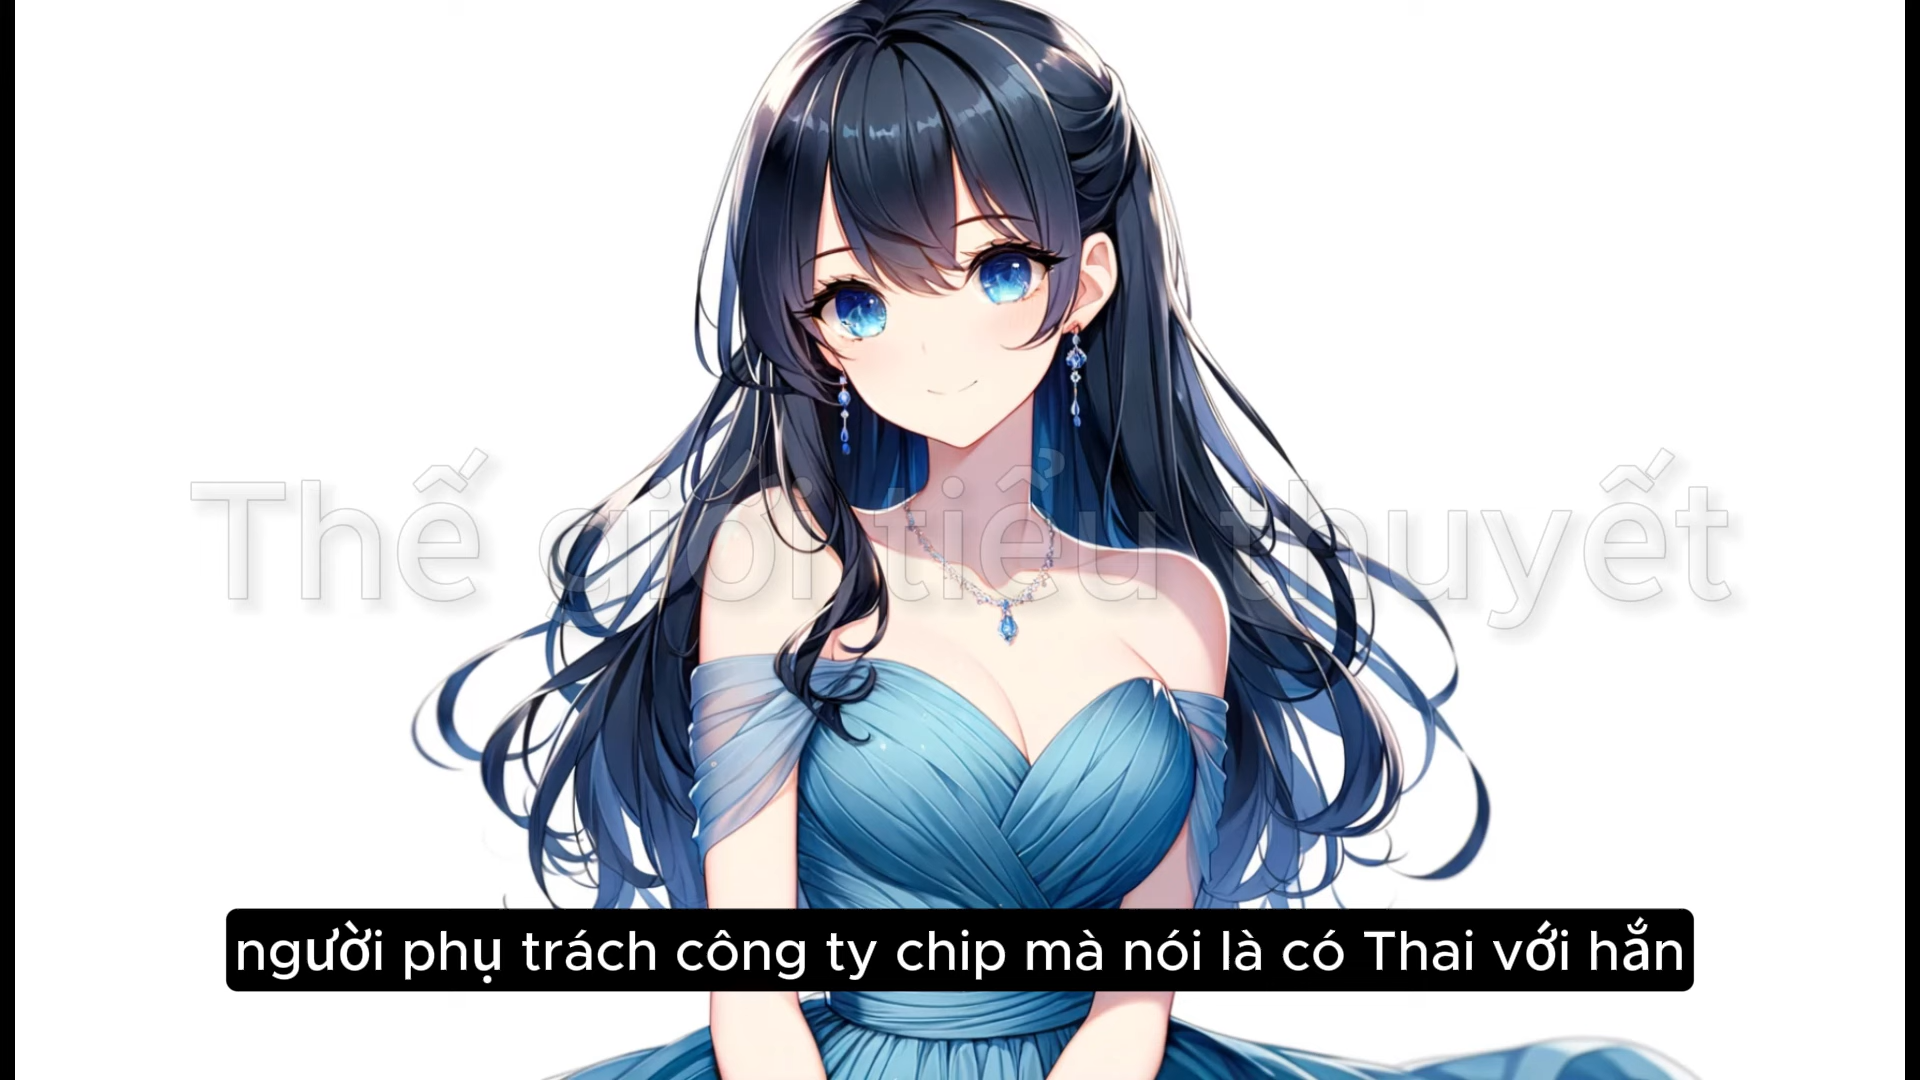 Thế giới tiểu thuyết
người phụ trách công ty chip mà nói là có Thai với hắn